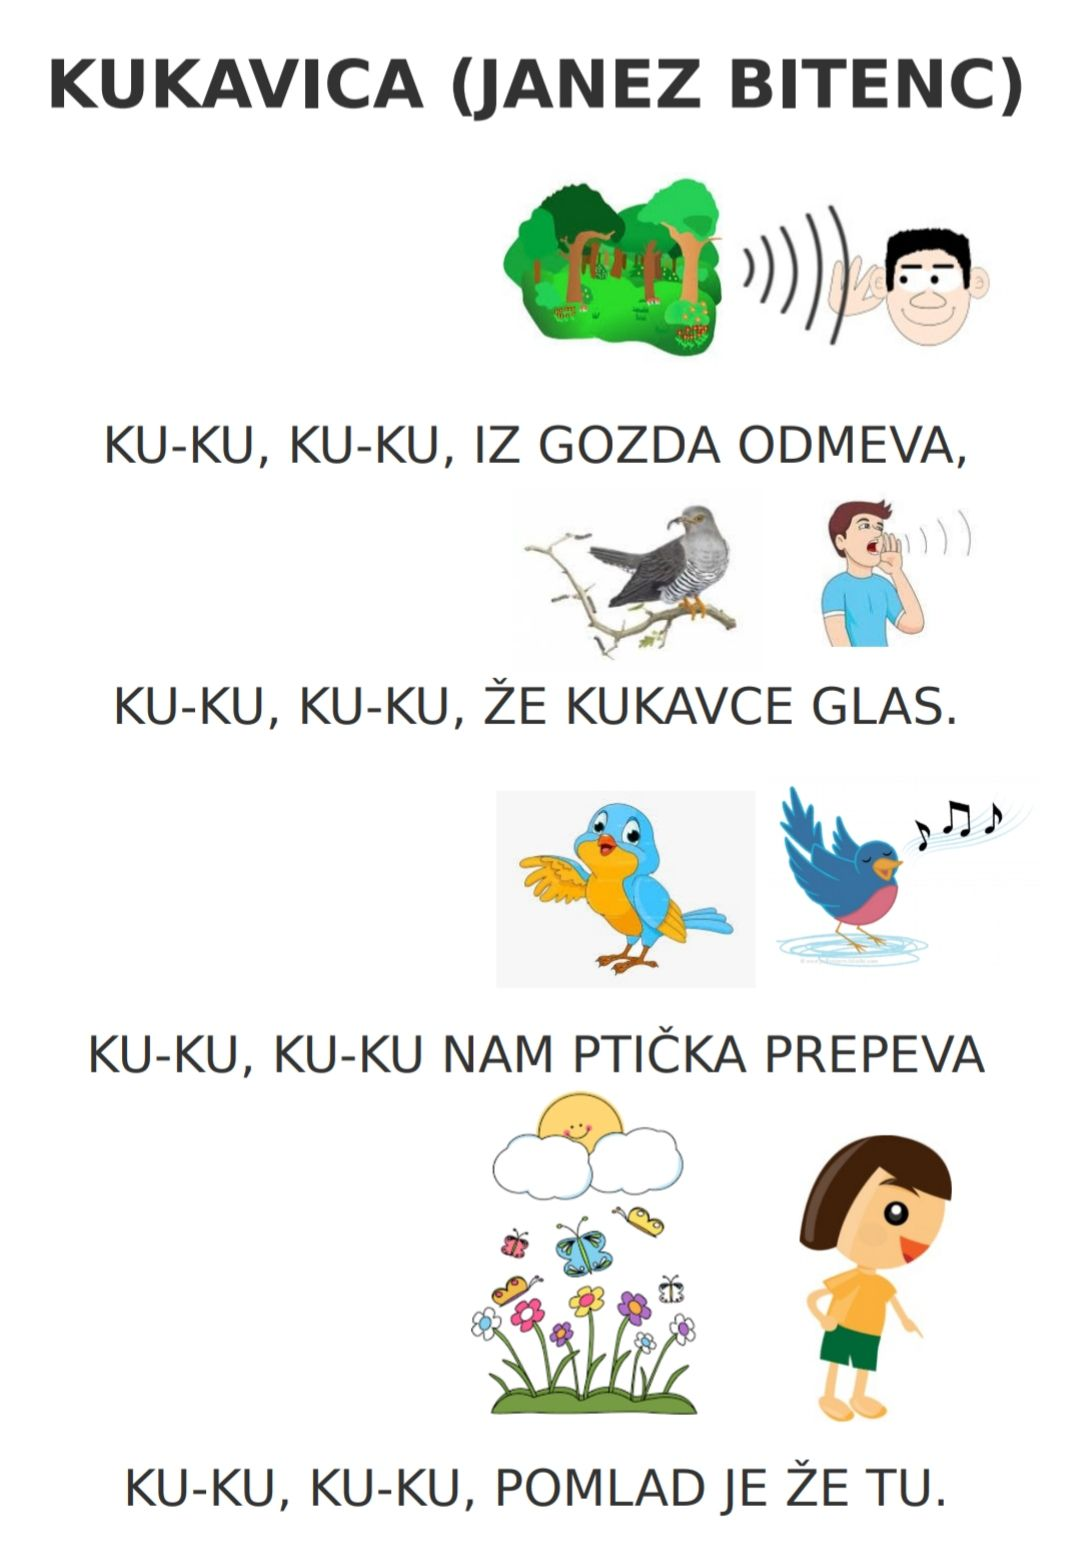 KUKAVICA (JANEZ BITENC)
KU-KU, KU-KU, IZ GOZDA ODMEVA,
KU-KU, KU-KU, ŽE KUKAVCE GLAS.
KU-KU, KU-KU NAM PTIČKA PREPEVA
KU-KU, KU-KU, POMLAD JE ŽE TU.